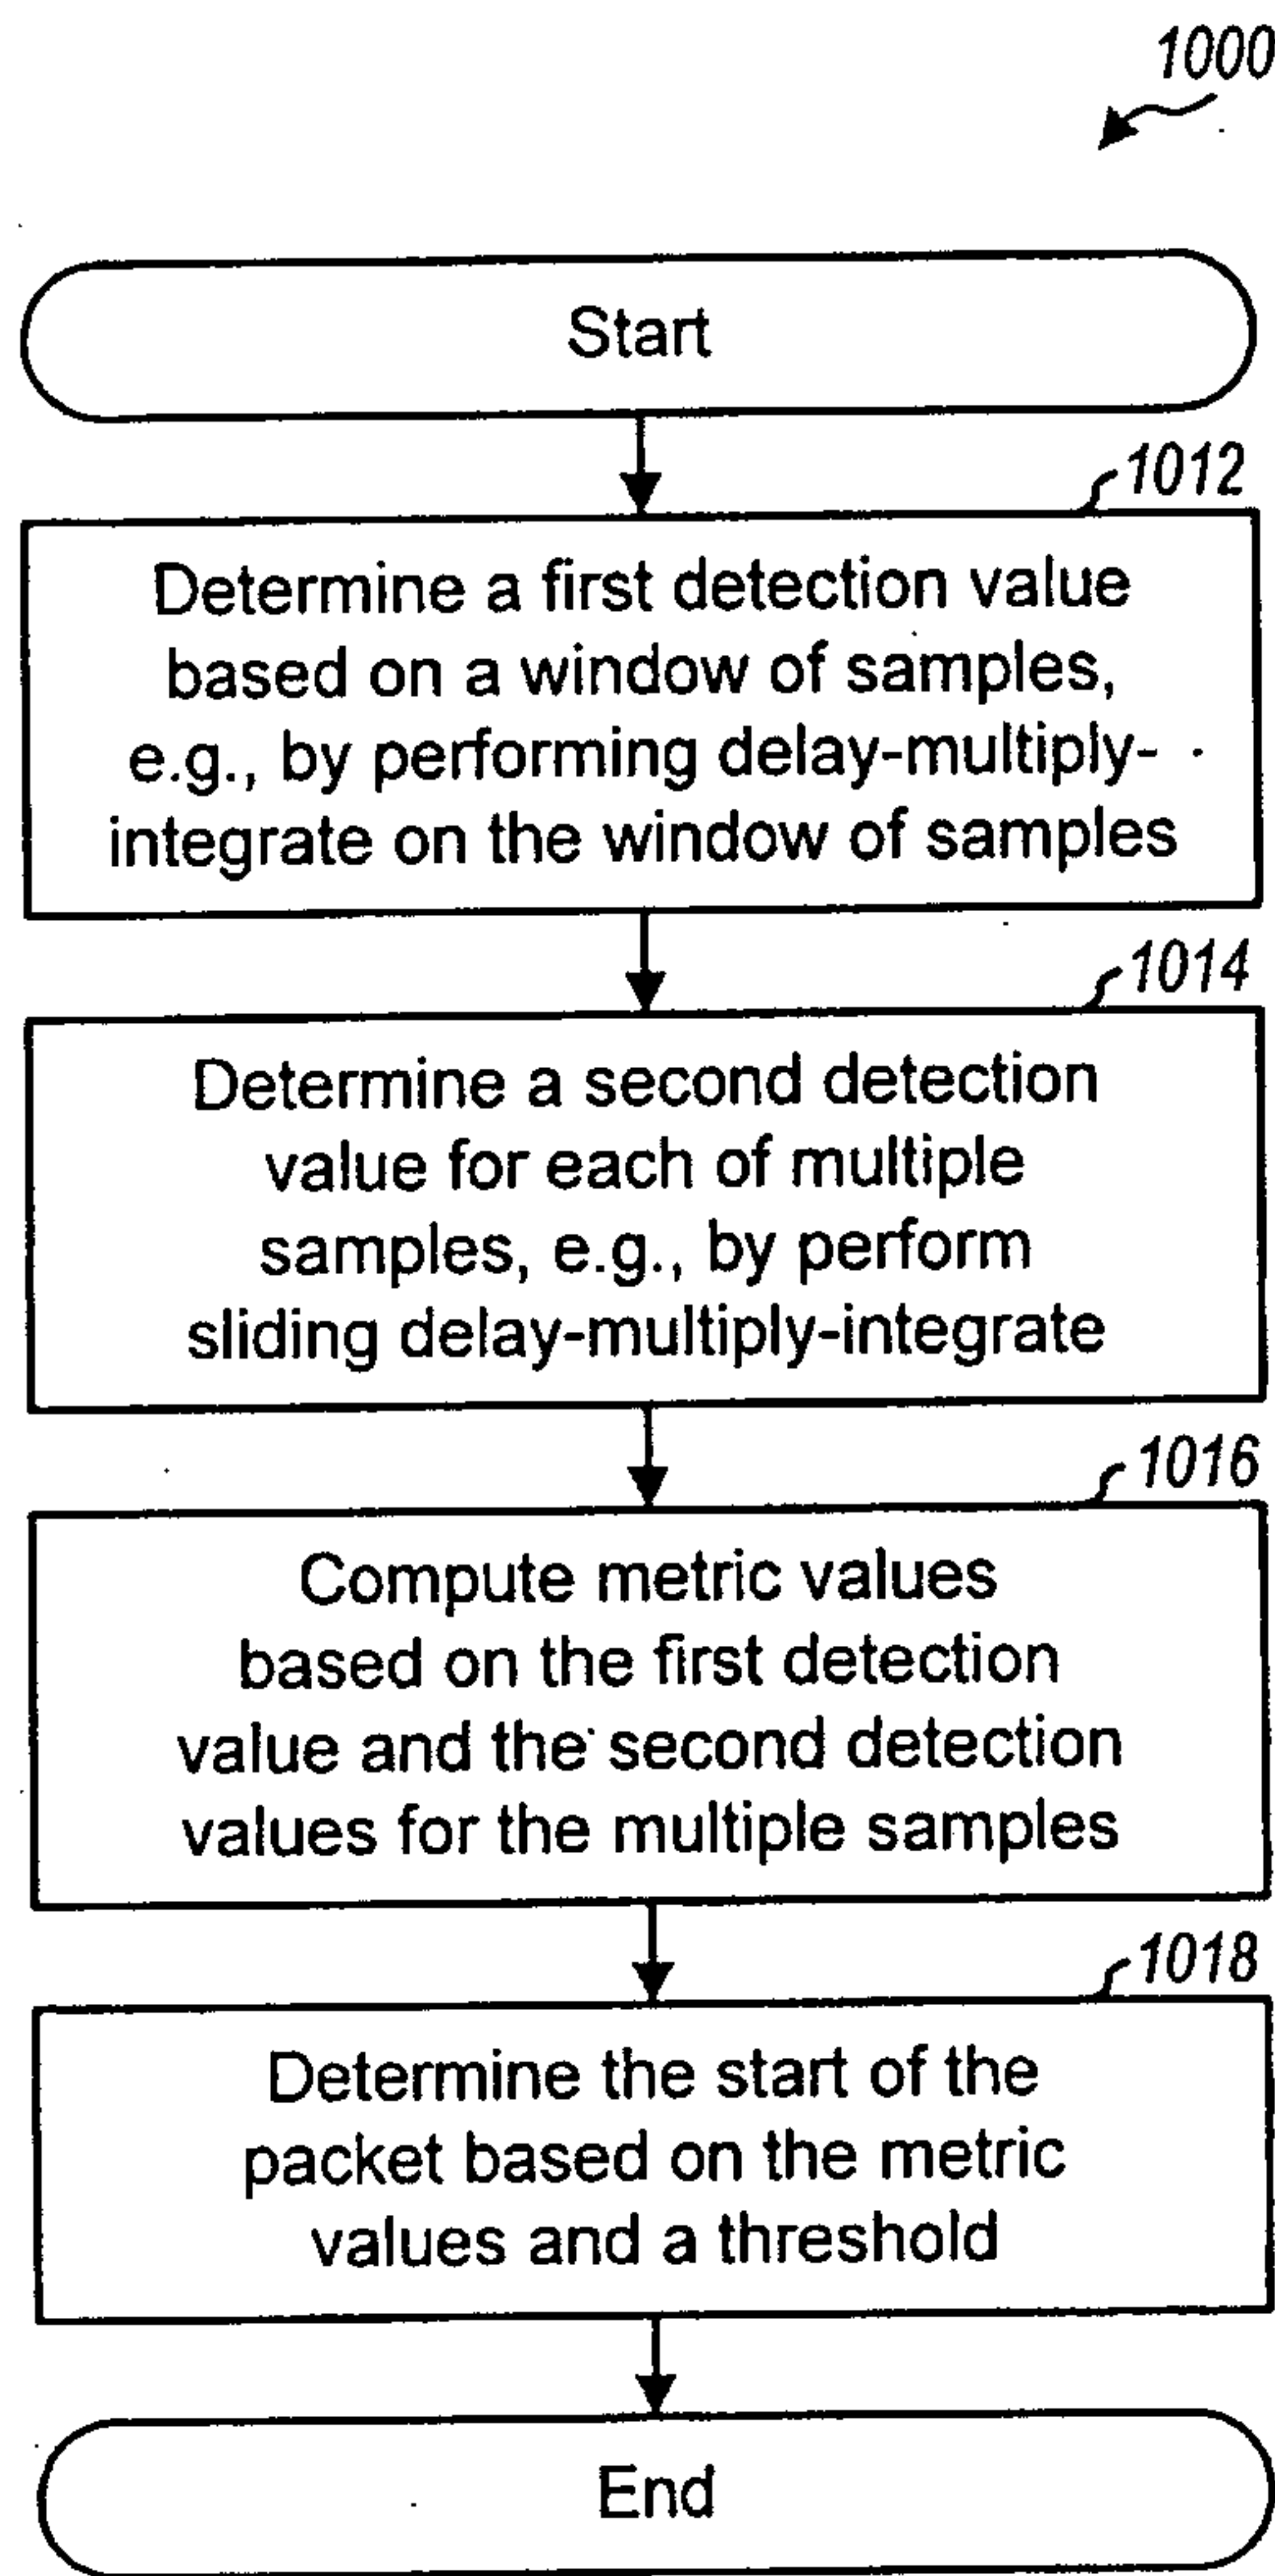 1000
Start
1012
Determine a first detection value
based on a window of samples,
e.g., by performing delay-multiply-
integrate on the window of samples
1014
Determine a second detection
value for each of multiple
samples, e.g., by perform
sliding delay-multiply-integrate
1016
Compute metric values
based on the first detection
value and the second detection
values for the multiple samples
1018
Determine the start of the
packet based on the metric
values and a threshold
End